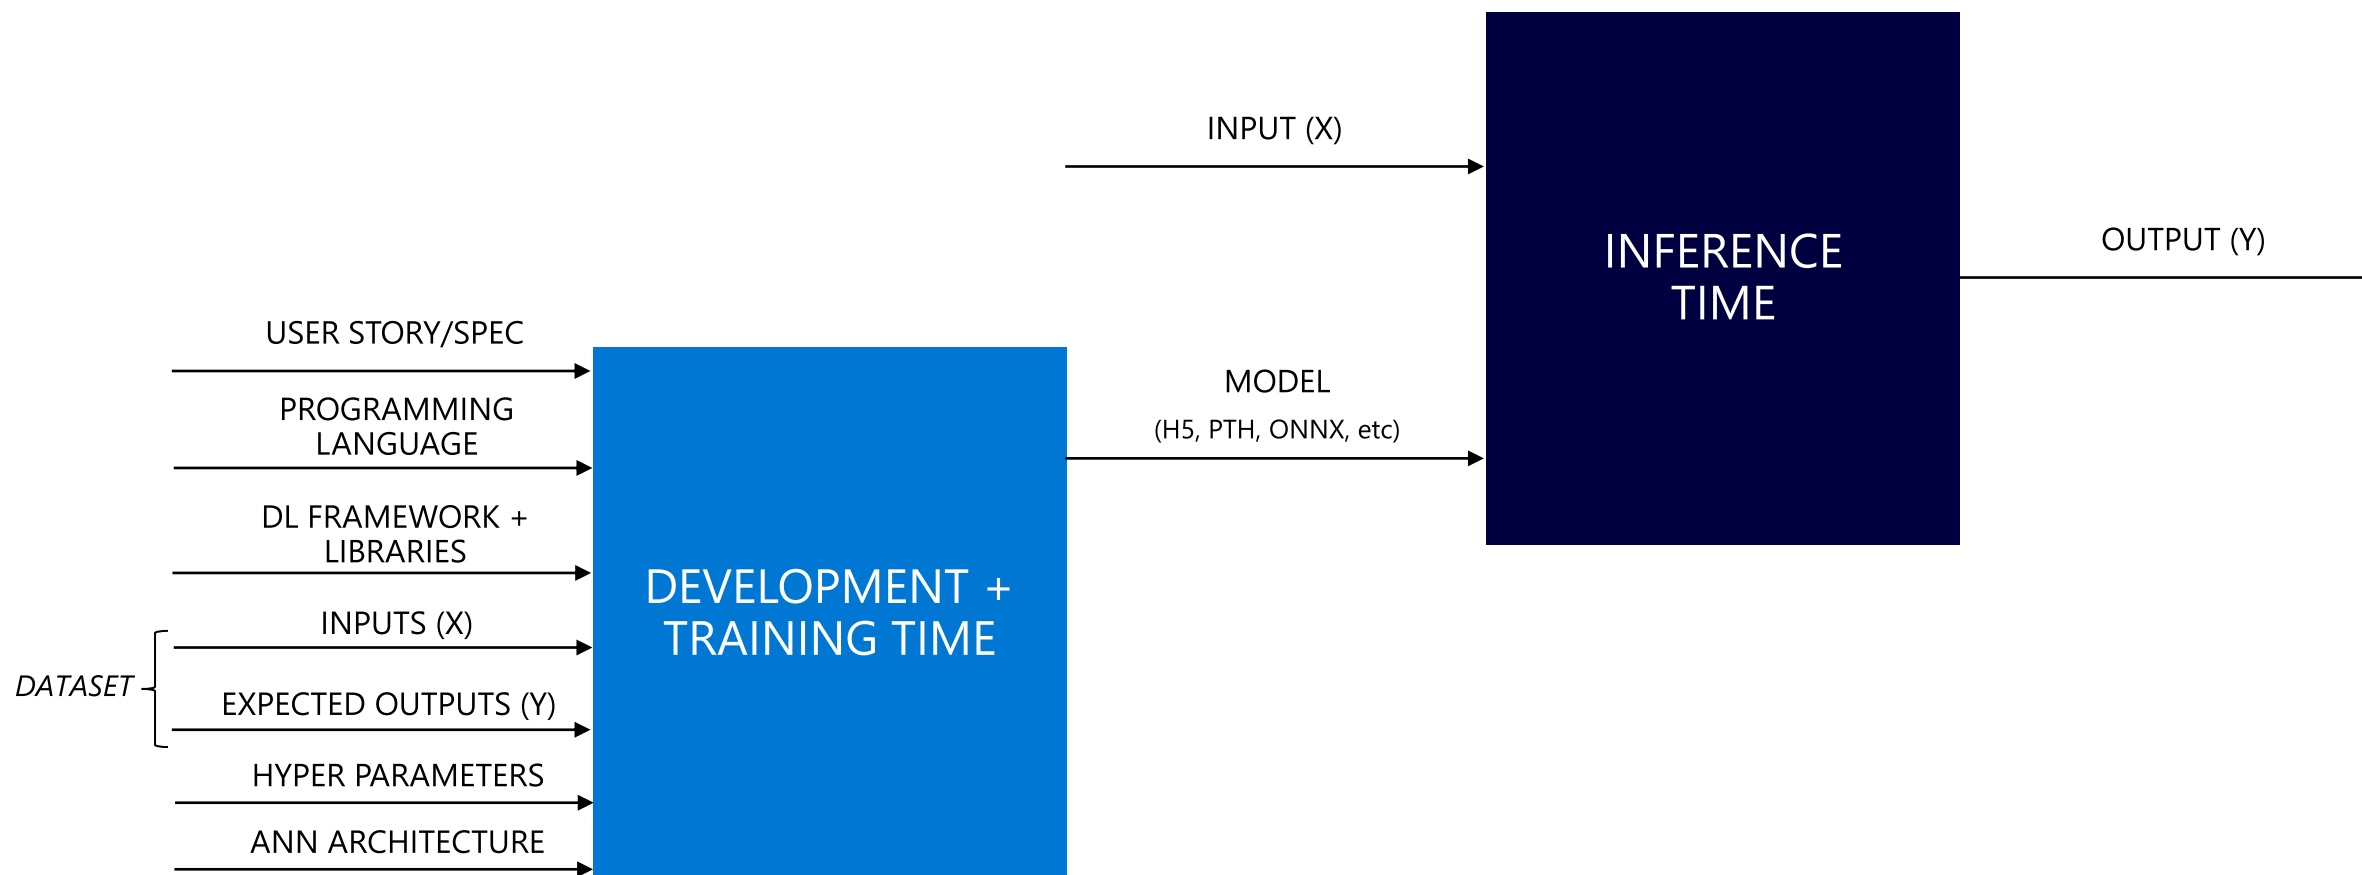 INPUT (X)
INFERENCE
TIME
OUTPUT (Y)
MODEL
(H5, PTH, ONNX, etc)
USER STORY/SPEC
PROGRAMMING
LANGUAGE
DL FRAMEWORK +
LIBRARIES
INPUTS (X)
DATASET
EXPECTED OUTPUTS (Y)
HYPER PARAMETERS
ANN ARCHITECTURE
DEVELOPMENT +
TRAINING TIME